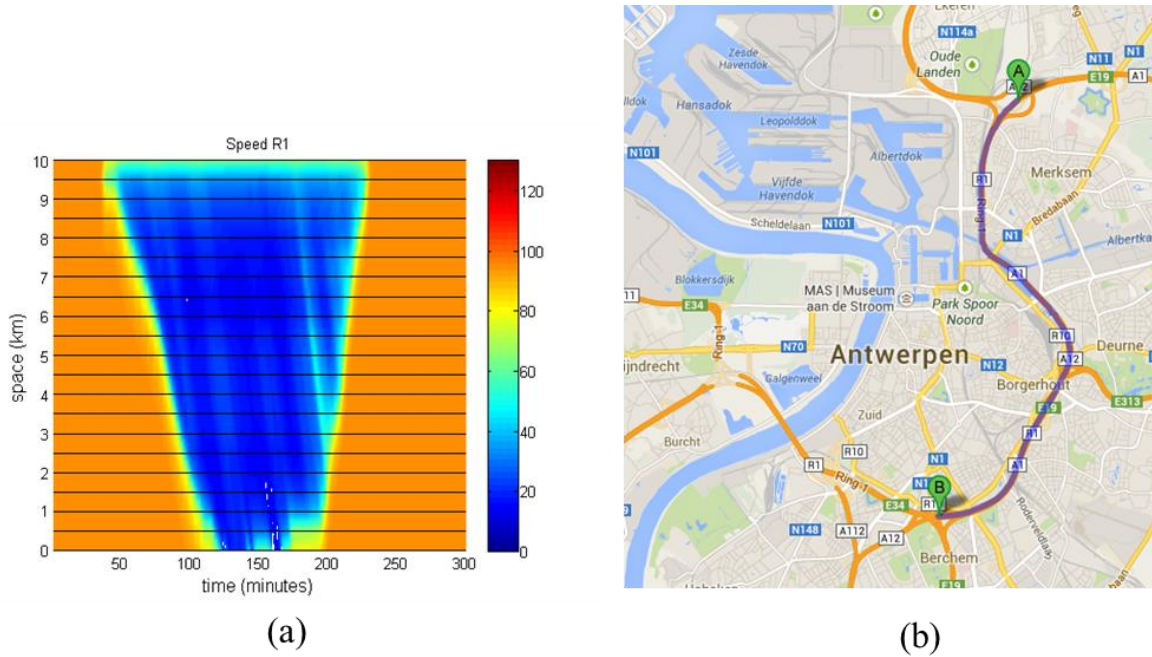 Speed R1
10
9
8
7
6
5
4
3
2
1
0
space (km)
50 100 150 200 250 300
time (minutes)
120
100
80
60
40
20
0
(a)
Ekeren
N114a
Oude
Landen
Zesde
Havendok
Hansadok
Leopolddok
Albertdok
Vijfde
Havendok
N101
N101
Scheldelaan
A
N1
N11
E19
A1
Merksem
R1
Ring-1
Bredabaan
N1
A1
Blokkersdijk
E34
11
Ring-1
MAS | Museum
aan de Stroom
Park Spoor
Noord
N70
Antwerpen
N12
R10
A12
Deurne
Borgerhout
E313
E19
Galgenweel
Zuid
Burcht
R10
N1
R1
A1
R1
Ring-1
B
E34
N148
A112
A12
Berchem
E19
(b)